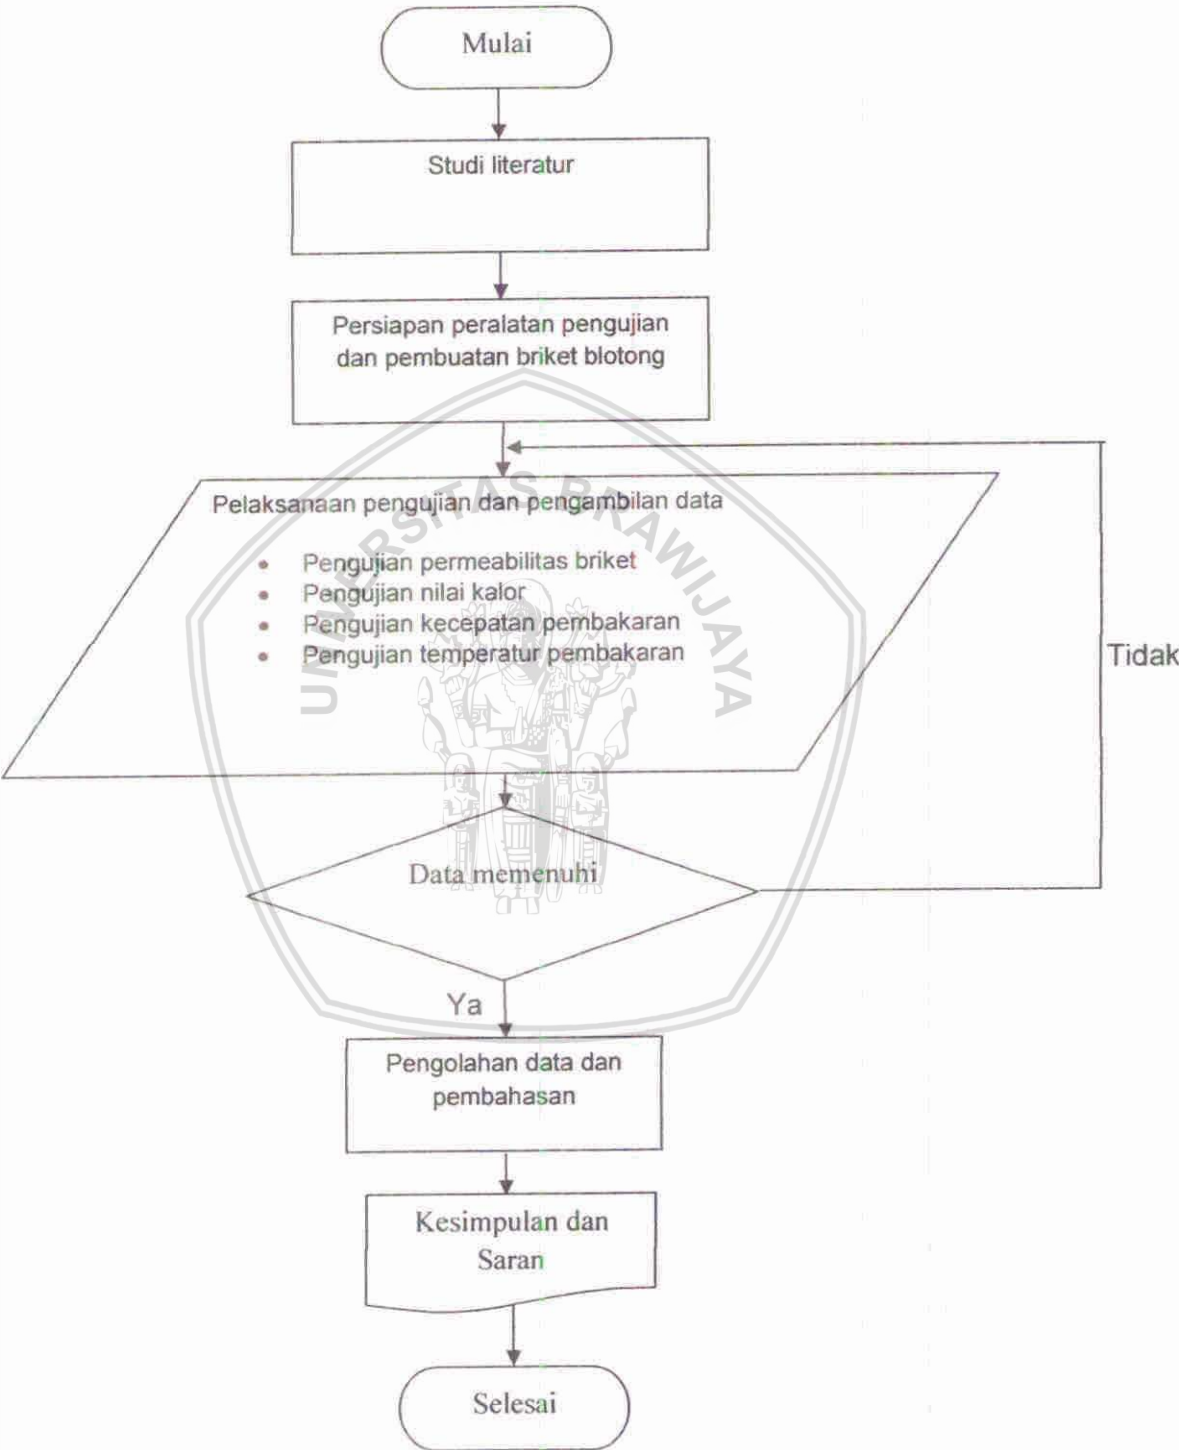 Mulai
Studi literatur
Persiapan peralatan pengujian
dan pembuatan briket blotong
Pelaksanaan pengujian dan pengambilan data
• Pengujian permeabilitas briket
• Pengujian nilai kalor
• Pengujian kecepatan pembakaran
• Pengujian temperatur pembakaran
UNIVERSITAS BRAWIJAYA
Tidak
Data memenuhi
Ya
Pengolahan data dan
pembahasan
Kesimpulan dan
Saran
Selesai